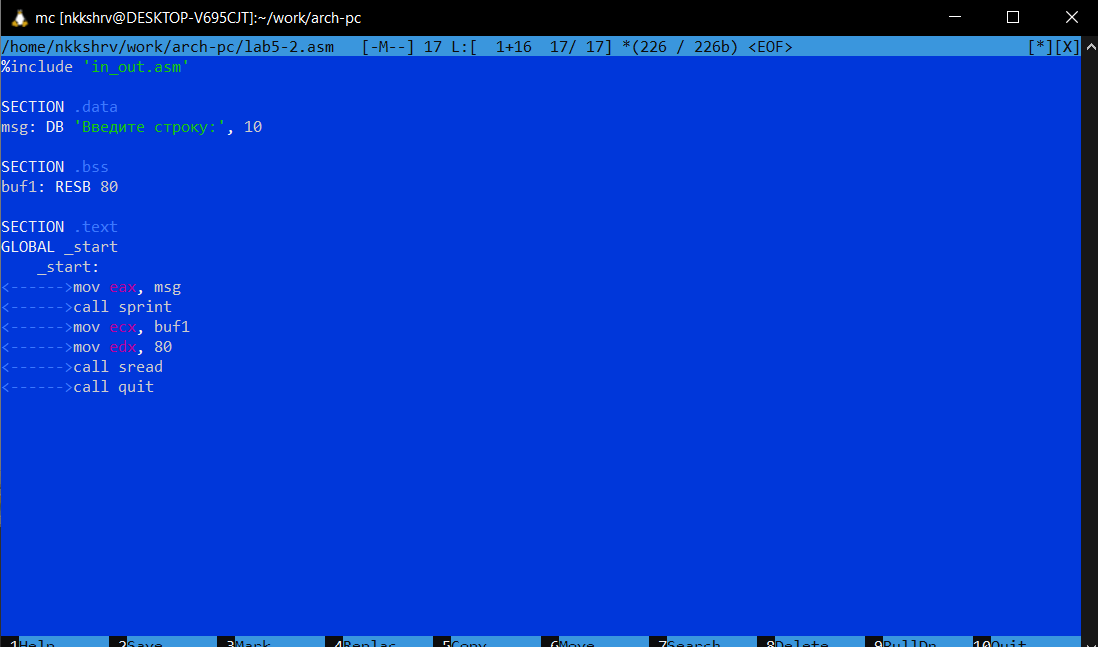 mc [nkkshrv@DESKTOP-V695CJT]:~/work/arch-pc
/home/nkkshrv/work/arch-pc/lab5-2.asm   [-M--] 17 L:[  1+16  17/ 17] *(226 / 226b) <EOF>   [*][X]
%include 'in_out.asm'
SECTION .data
msg: DB 'Введите строку:', 10
SECTION .bss
buf1: RESB 80
SECTION .text
GLOBAL _start
    _start:
<------>mov eax, msg
<------>call sprint
<------>mov ecx, buf1
<------>mov edx, 80
<------>call sread
<------>call quit
1Help 2Save 3Mark 4Replac 5Copy 6Move 7Search 8Delete 9PullDn 10Quit